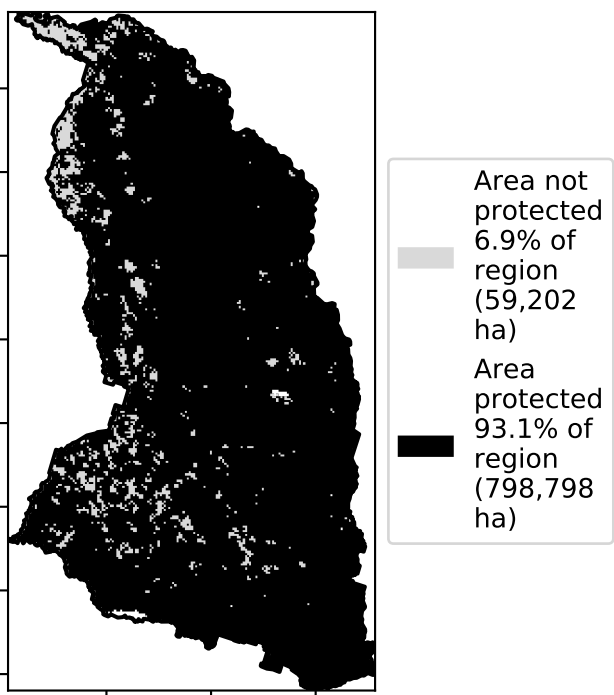 Area not
protected
6.9% of
region
(59,202
ha)
Area
protected
93.1% of
region
(798,798
ha)